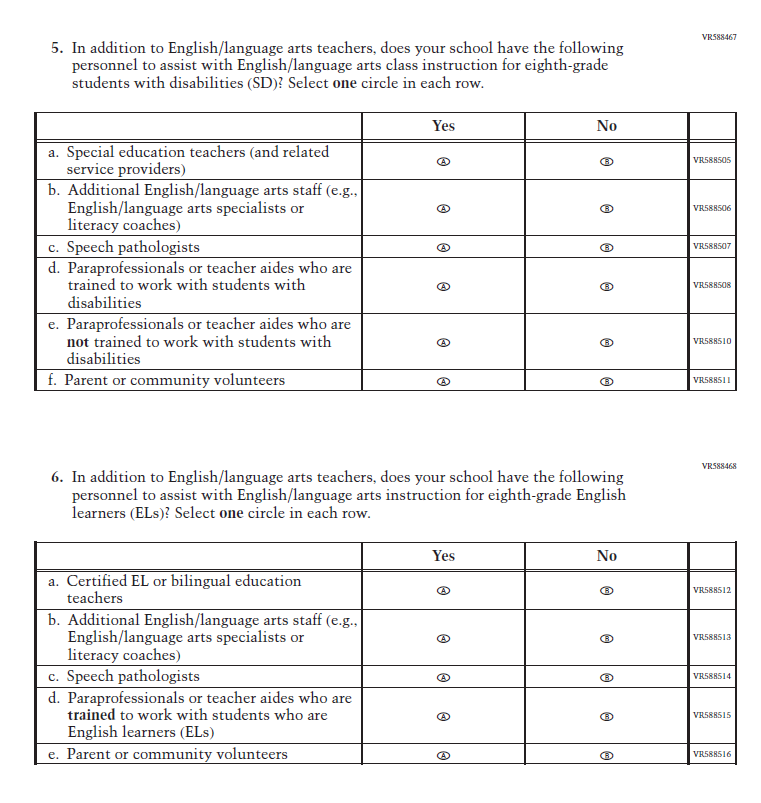 VR588467
5. In addition to English/language arts teachers, does your school have the following
personnel to assist with English/language arts class instruction for eighth-grade
students with disabilities (SD)? Select one circle in each row.
Yes No
a. Special education teachers (and related
service providers)
A B VR588505
b. Additional English/language arts staff (e.g.,
English/language arts specialists or
literacy coaches)
A B VR588506
c. Speech pathologists A B VR588507
d. Paraprofessionals or teacher aides who are
trained to work with students with
disabilities
A B VR588508
e. Paraprofessionals or teacher aides who are
not trained to work with students with
disabilities
A B VR588510
f. Parent or community volunteers A B VR588511
VR588468
6. In addition to English/language arts teachers, does your school have the following
personnel to assist with English/language arts instruction for eighth-grade English
learners (ELs)? Select one circle in each row.
Yes No
a. Certified EL or bilingual education
teachers
A B VR588512
b. Additional English/language arts staff (e.g.,
English/language arts specialists or
literacy coaches)
A B VR588513
c. Speech pathologists A B VR588514
d. Paraprofessionals or teacher aides who are
trained to work with students who are
English learners (ELs)
A B VR588515
e. Parent or community volunteers A B VR588516